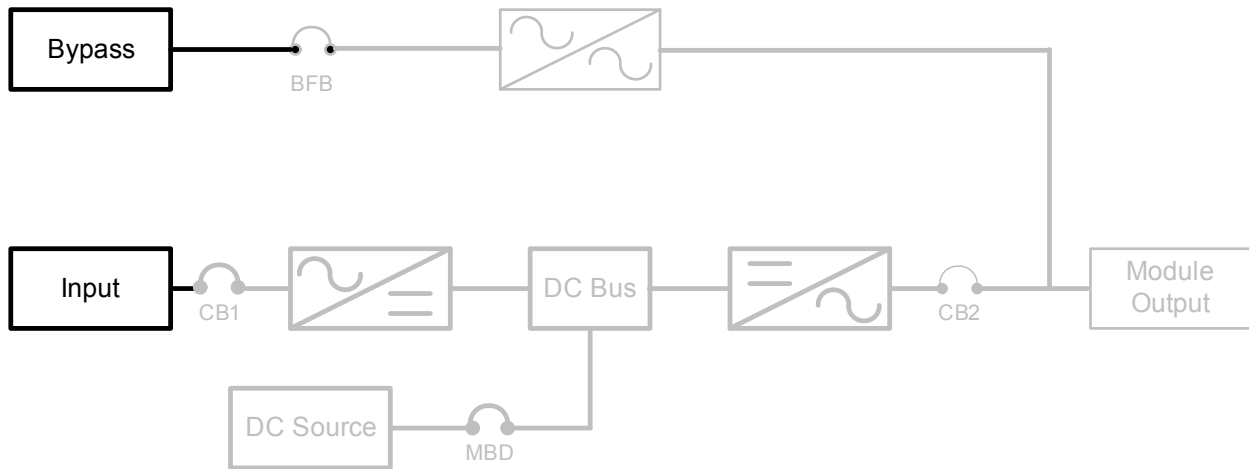 Bypass
BFB
Input
CB1
DC Bus
CB2
Module
Output
DC Source
MBD